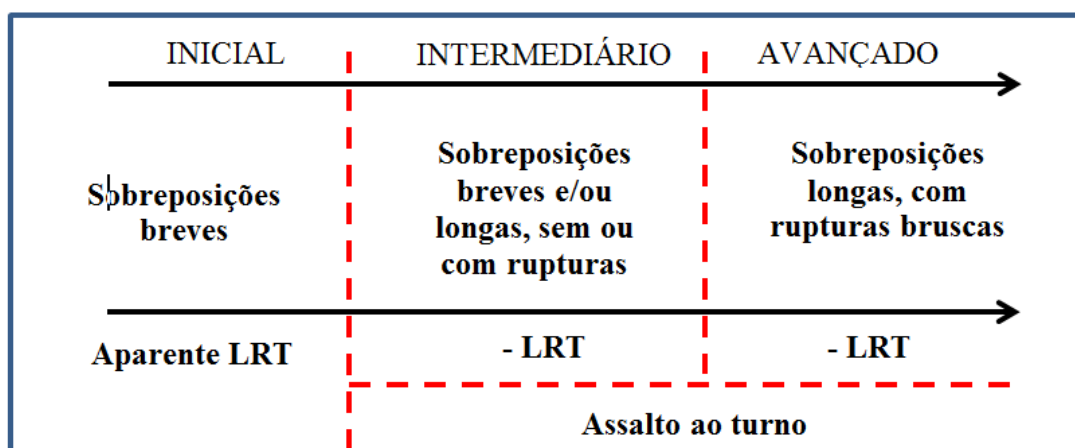 INICIAL INTERMEDIÁRIO AVANÇADO
Sobreposições
breves
Sobreposições
breves e/ou
longas, sem ou
com rupturas
Sobreposições
longas, com
rupturas bruscas
Aparente LRT - LRT - LRT
Assalto ao turno